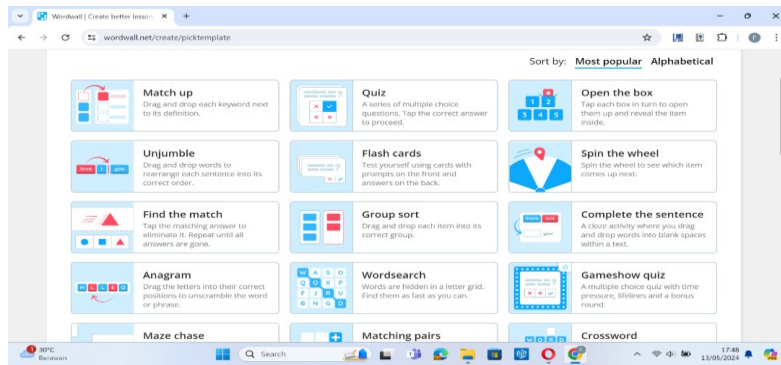 Wordwall | Create better lesson
wordwall.net/create/picktemplate
Sort by: Most popular Alphabetical
Match up
Drag and drop each keyword next
to its definition.
Quiz
A series of multiple choice
questions. Tap the correct answer
to proceed.
Open the box
Tap each box in turn to open
them up and reveal the item
inside.
1 2
3 4 5
Unjumble
Drag and drop words to
rearrange each sentence into its
correct order.
Flash cards
Test yourself using cards with
prompts on the front and
answers on the back.
Spin the wheel
Spin the wheel to see which item
comes up next.
Find the match
Tap the matching answer to
eliminate it. Repeat until all
answers are gone.
Group sort
Drag and drop each item into its
correct group.
Complete the sentence
A cloze activity where you drag
and drop words into blank spaces
within a text.
Anagram
Drag the letters into their correct
positions to unscramble the word
or phrase.
Wordsearch
Words are hidden in a letter grid.
Find them as fast as you can.
Gameshow quiz
A multiple choice quiz with time
pressure, lifelines and a bonus
round.
Maze chase
Matching pairs
Crossword
30°C
Berawan
Search
17:48
13/05/2024